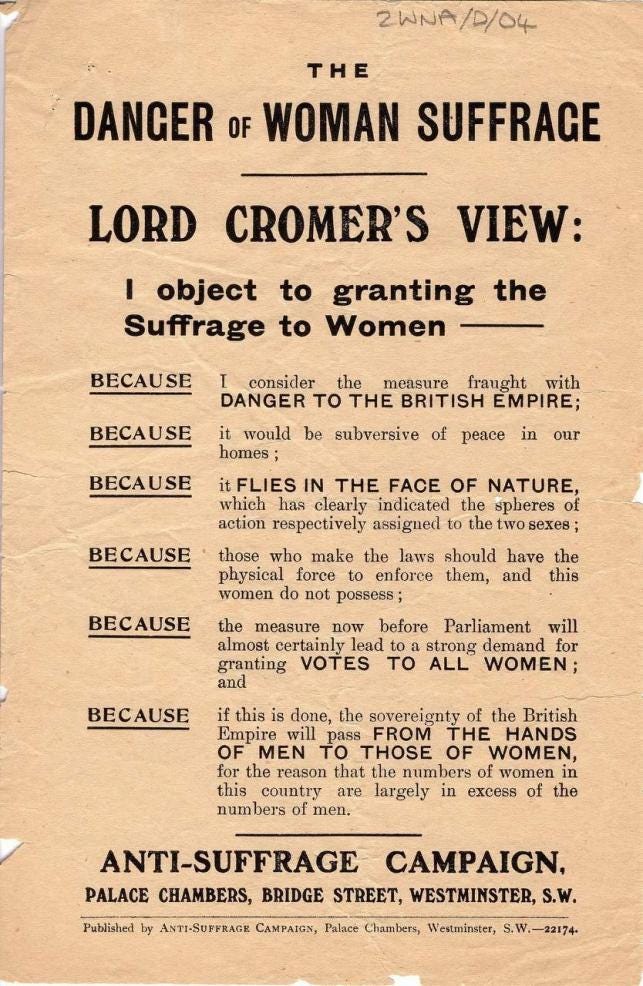 2WNA/D/04
THE
DANGER OF WOMAN SUFFRAGE
LORD CROMER'S VIEW:
I object to granting the
Suffrage to Women ———
BECAUSE I consider the measure fraught with
DANGER TO THE BRITISH EMPIRE;
BECAUSE it would be subversive of peace in our
homes ;
BECAUSE it FLIES IN THE FACE OF NATURE,
which has clearly indicated the spheres of
action respectively assigned to the two sexes ;
BECAUSE those who make the laws should have the
physical force to enforce them, and this
women do not possess ;
BECAUSE the measure now before Parliament will
almost certainly lead to a strong demand for
granting VOTES TO ALL WOMEN ;
and
BECAUSE if this is done, the sovereignty of the British
Empire will pass FROM THE HANDS
OF MEN TO THOSE OF WOMEN,
for the reason that the numbers of women in
this country are largely in excess of the
numbers of men.
ANTI-SUFFRAGE CAMPAIGN,
PALACE CHAMBERS, BRIDGE STREET, WESTMINSTER, S.W.
Published by ANTI-SUFFRAGE CAMPAIGN, Palace Chambers, Westminster, S.W.—22174.